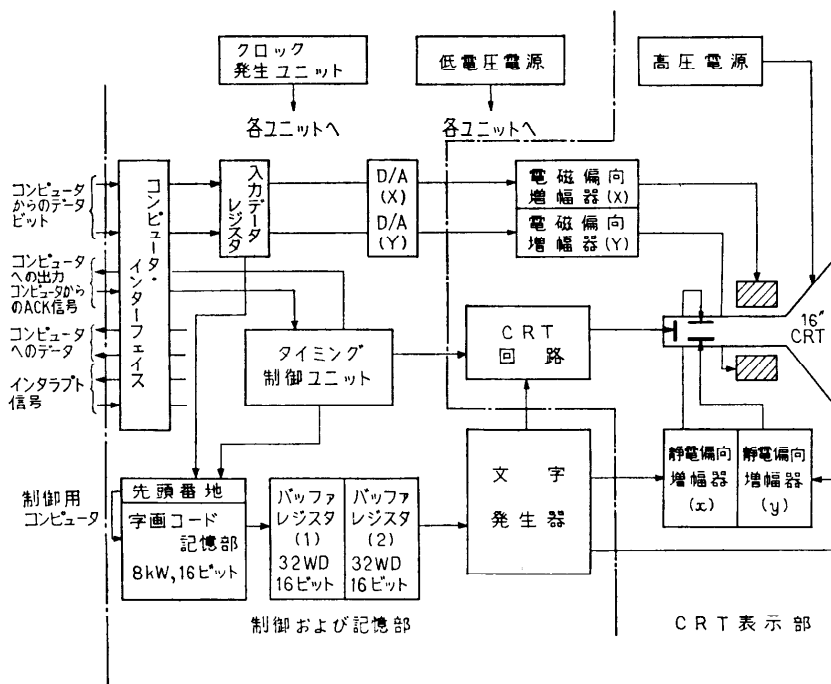 クロック
発生ユニット
低電圧電源
高圧電源
各ユニットへ
各ユニットへ
コンピュータ
からのデータ
ビット
コンピュータ・インターフェイス
入力データ
レジスタ
D/A
(X)
D/A
(Y)
電磁偏向
増幅器(X)
電磁偏向
増幅器(Y)
コンピュータ
への出力
コンピュータから
のACK信号
コンピュータ
へのデータ
インタラプト
信号
タイミング
制御ユニット
CRT
回路
16″
CRT
制御用
コンピュータ
先頭番地
字画コード
記憶部
8kW,16ビット
バッファ
レジスタ
(1)
32WD
16ビット
バッファ
レジスタ
(2)
32WD
16ビット
文字
発生器
静電偏向
増幅器
(x)
静電偏向
増幅器
(y)
制御および記憶部
CRT表示部